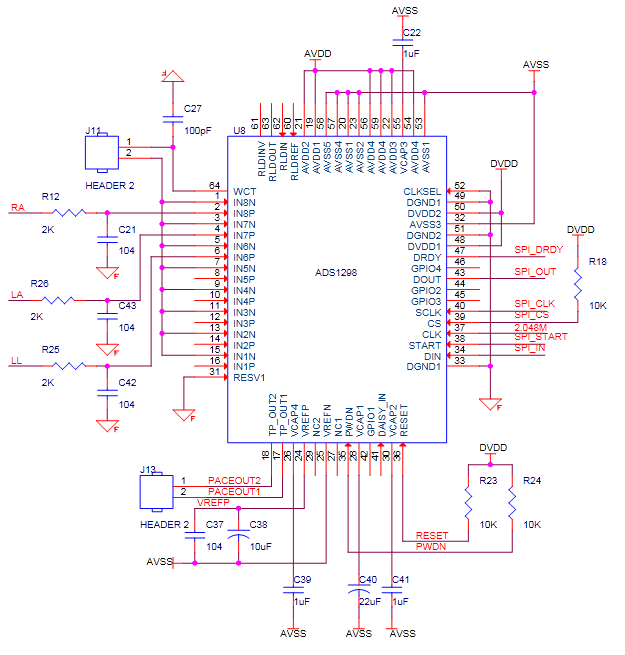 AVSS
C22
1uF
AVDD
AVSS
C27
100pF
61 63 62 60 21 19 58 57 20 23 56 59 22 55 54 53
U8
RLDINV
RLDOUT
RLDIN
RLDREF
AVDD2
AVDD1
AVSS5
AVSS4
AVSS1
AVSS2
AVDD4
AVDD4
AVDD3
VCAP3
AVDD4
AVSS1
J11
1
2
HEADER 2
DVDD
64 WCT
1 IN8N
2 IN8P
3 IN7N
4 IN7P
5 IN6N
6 IN6P
7 IN5N
8 IN5P
9 IN4N
10 IN4P
11 IN3N
12 IN3P
13 IN2N
14 IN2P
15 IN1N
16 IN1P
31 RESV1
ADS1298
CLKSEL 52
DGND1 49
DVDD2 50
AVSS3 32
DGND2 51
DVDD1 48
DRDY 47
GPIO4 46
DOUT 43
GPIO2 44
GPIO3 45
SCLK 40
CS 39
CLK 37
START 38
DIN 34
DGND1 33
SPI_DRDY
SPI_OUT
SPI_CLK
SPI_CS
2.048M
SPI_START
SPI_IN
DVDD
R18
10K
RA
R12
2K
C21
104
F
LA
R26
2K
C43
104
F
LL
R25
2K
C42
104
F
F
F
TP_OUT2
TP_OUT1
VCAP4
VREFP
NC2
VREFN
NC1
PWDN
VCAP1
GPIO1
DAISY_IN
VCAP2
RESET
18 17 26 24 29 25 27 35 28 42 41 30 36
DVDD
J13
1
2
HEADER 2
PACEOUT2
PACEOUT1
VREFP
R23
10K
R24
10K
C37
104
C38
10uF
RESET
PWDN
AVSS
C39
1uF
C40
22uF
C41
1uF
AVSS
AVSS
AVSS